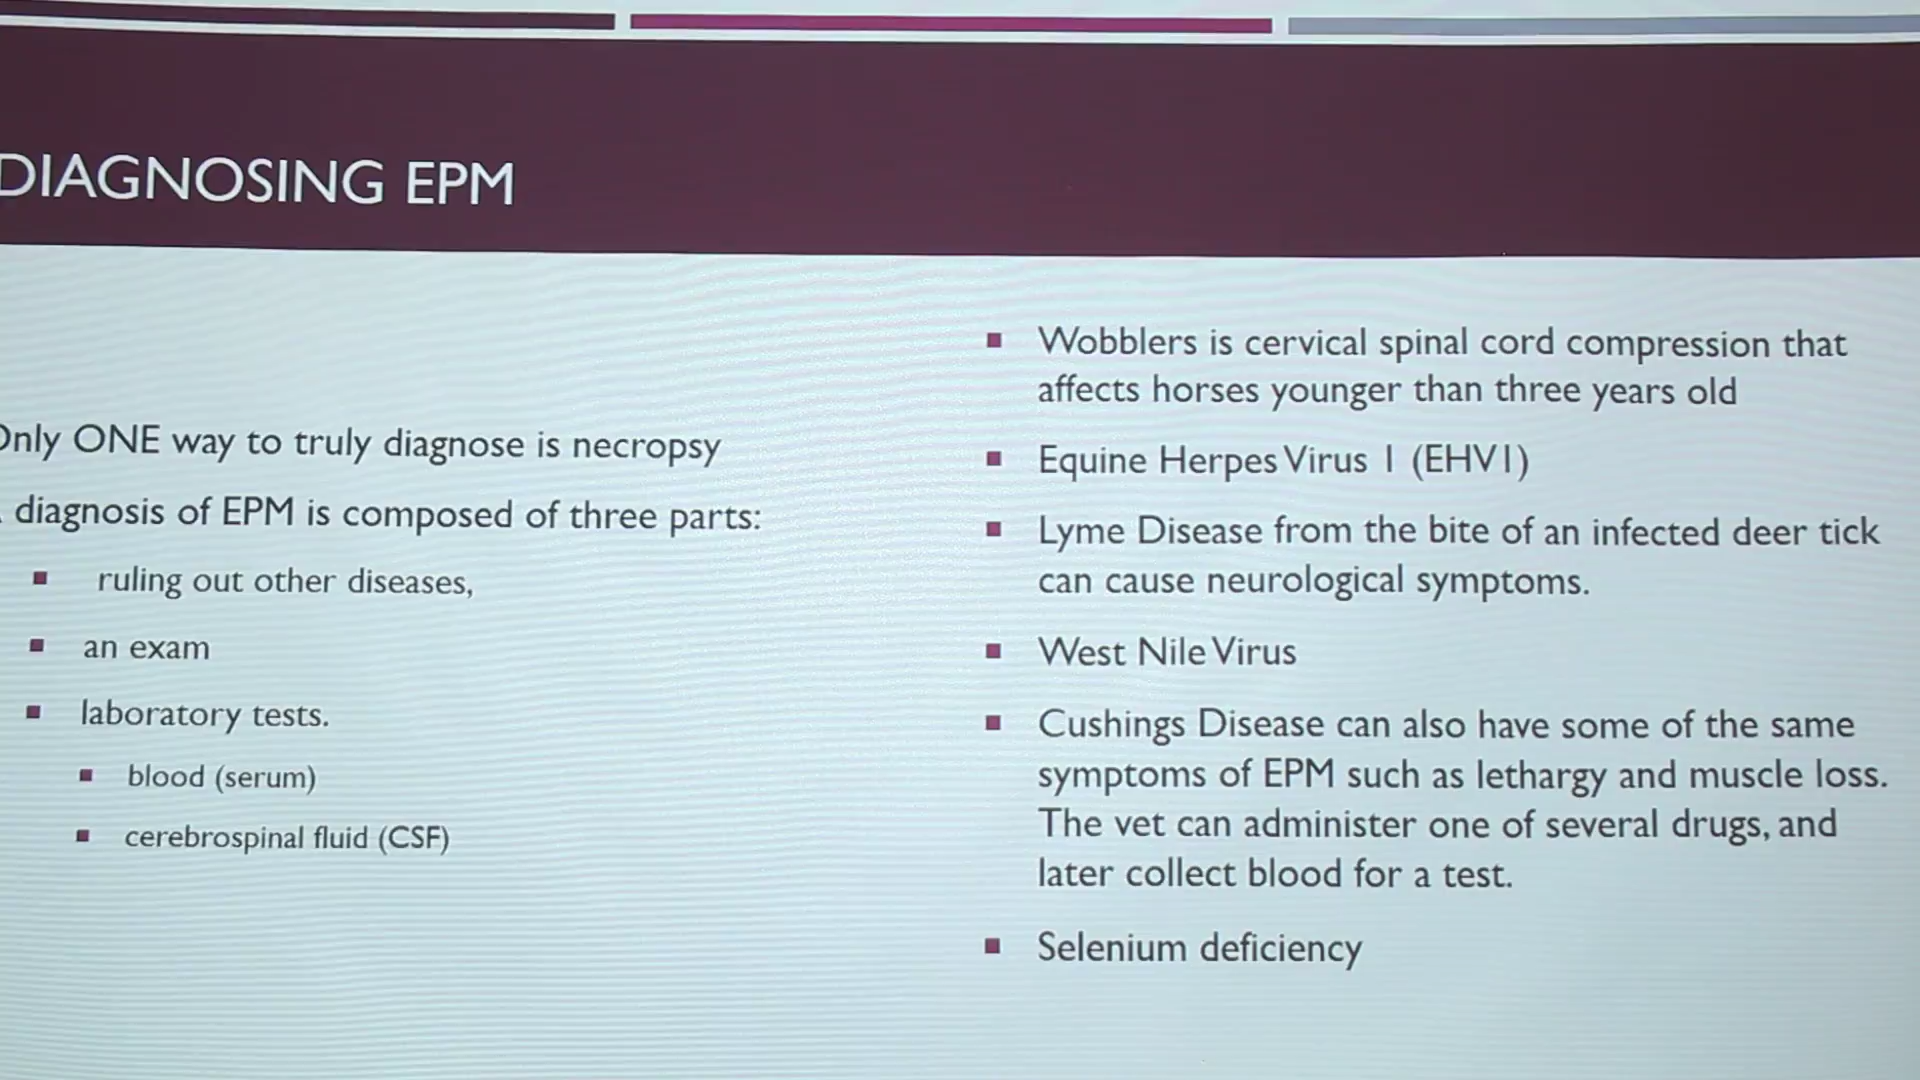 DIAGNOSING EPM
Only ONE way to truly diagnose is necropsy
diagnosis of EPM is composed of three parts:
ruling out other diseases,
an exam
laboratory tests.
blood (serum)
cerebrospinal fluid (CSF)
Wobblers is cervical spinal cord compression that
affects horses younger than three years old
Equine Herpes Virus 1 (EHV1)
Lyme Disease from the bite of an infected deer tick
can cause neurological symptoms.
West Nile Virus
Cushings Disease can also have some of the same
symptoms of EPM such as lethargy and muscle loss.
The vet can administer one of several drugs, and
later collect blood for a test.
Selenium deficiency